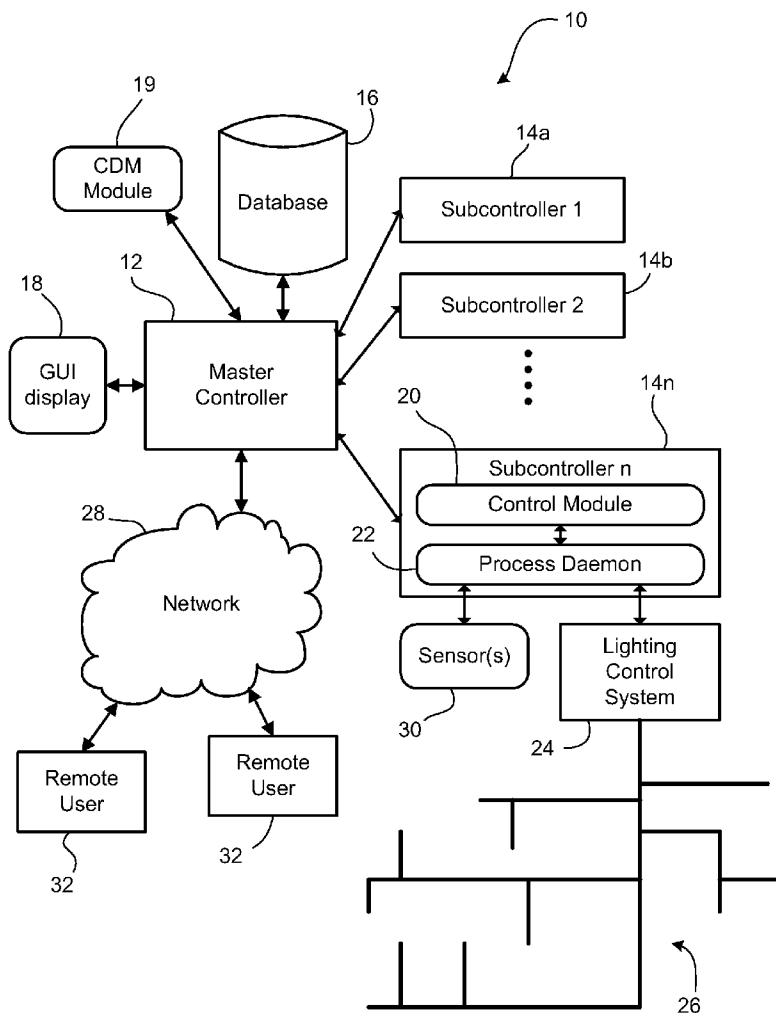 10
19
16
14a
CDM
Module
Database
Subcontroller 1
12
14b
18
Subcontroller 2
GUI
display
Master
Controller
20
14n
Subcontroller n
Control Module
28
22
Process Daemon
Network
Sensor(s)
Lighting
Control
System
30
24
Remote
User
Remote
User
32
32
26